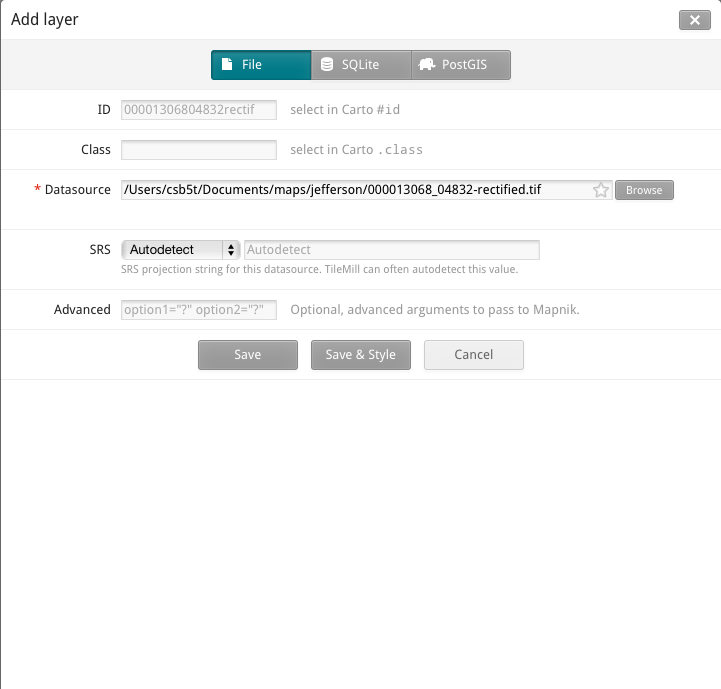 Add layer
File SQLite PostGIS
ID 00001306804832rectif select in Carto #id
Class select in Carto .class
* Datasource /Users/csb5t/Documents/maps/jefferson/000013068_04832-rectified.tif Browse
SRS Autodetect Autodetect
SRS projection string for this datasource. TileMill can often autodetect this value.
Advanced option1="?" option2="?" Optional, advanced arguments to pass to Mapnik.
Save Save & Style Cancel